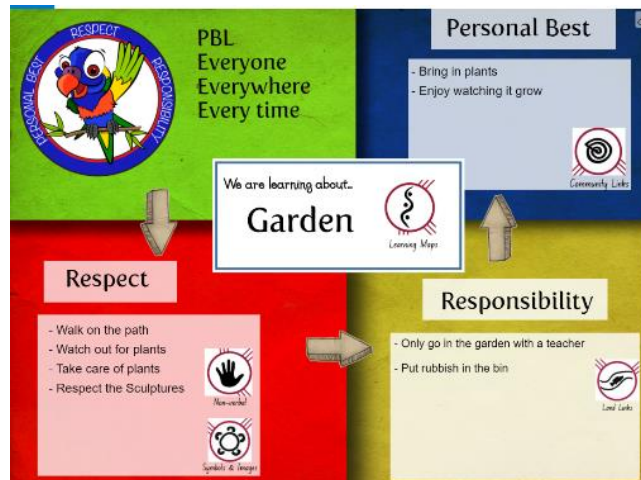 PERSONAL BEST RESPECT RESPONSIBILITY
PBL
Everyone
Everywhere
Every time
We are learning about...
Garden
Learning Maps
Respect
- Walk on the path
- Watch out for plants
- Take care of plants
- Respect the Sculptures
Non-verbal
Symbols & Images
Responsibility
- Only go in the garden with a teacher
- Put rubbish in the bin
Land Links
Personal Best
- Bring in plants
- Enjoy watching it grow
Community Links